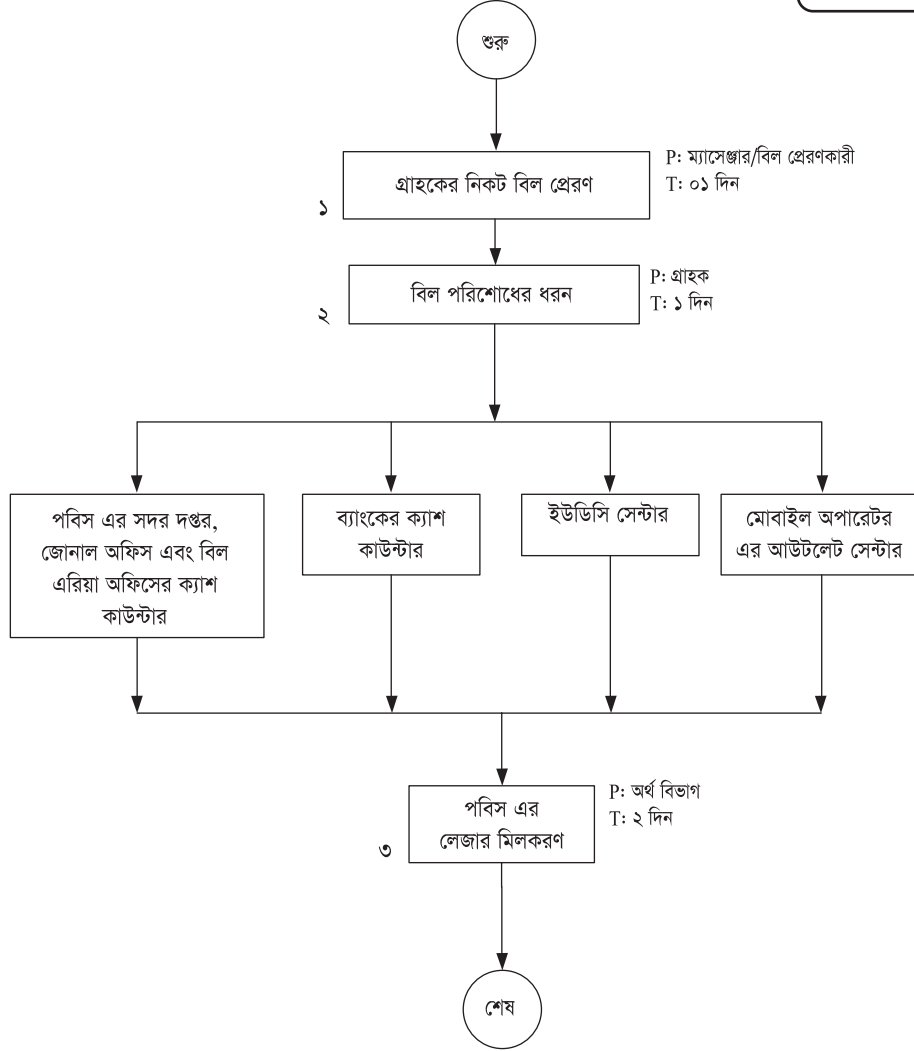 শুরু
গ্রাহকের নিকট বিল প্রেরণ
P: ম্যাসেঞ্জার/বিল প্রেরণকারী
T: ০১ দিন
১
বিল পরিশোধের ধরন
P: গ্রাহক
T: ১ দিন
২
পবিস এর সদর দপ্তর,
জোনাল অফিস এবং বিল
এরিয়া অফিসের ক্যাশ
কাউন্টার
ব্যাংকের ক্যাশ
কাউন্টার
ইউডিসি সেন্টার
মোবাইল অপারেটর
এর আউটলেট সেন্টার
পবিস এর
লেজার মিলকরণ
P: অর্থ বিভাগ
T: ২ দিন
৩
শেষ